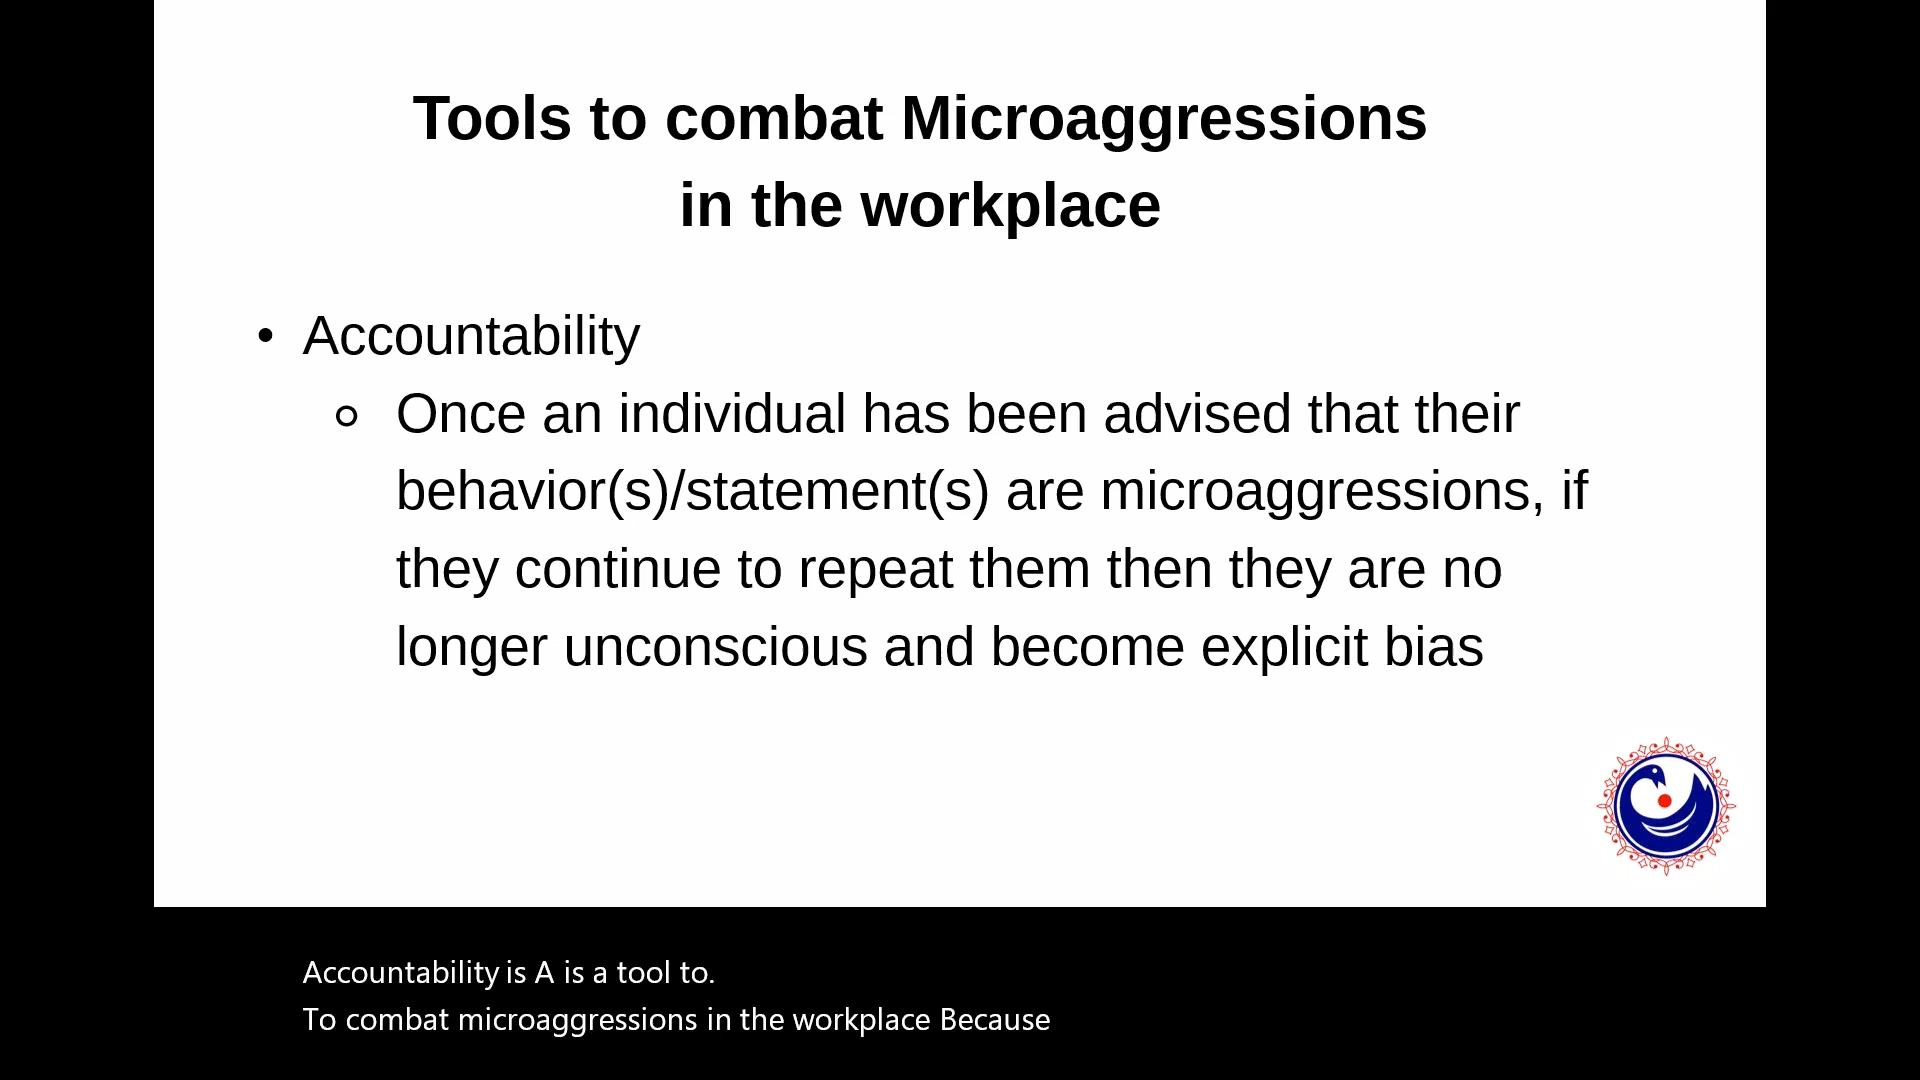 Tools to combat Microaggressions
in the workplace
• Accountability
o Once an individual has been advised that their
behavior(s)/statement(s) are microaggressions, if
they continue to repeat them then they are no
longer unconscious and become explicit bias
Accountability is A is a tool to.
To combat microaggressions in the workplace Because